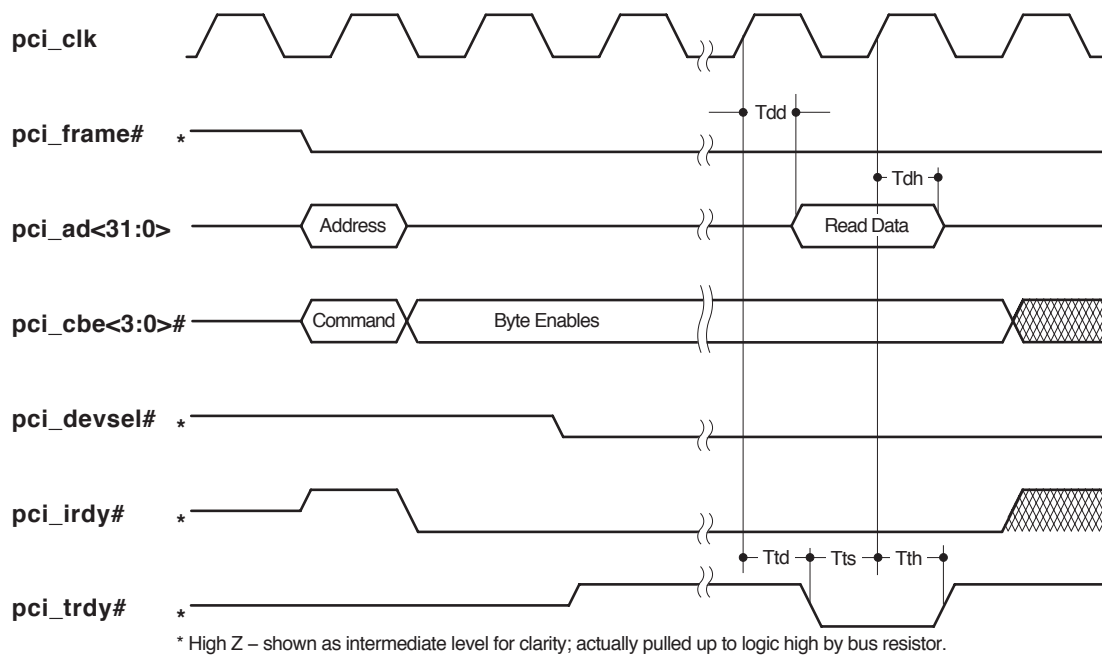 pci_clk
Tdd
pci_frame#
*
Tdh
pci_ad<31:0>
Address
Read Data
pci_cbe<3:0>#
Command
Byte Enables
pci_devsel#
*
pci_irdy#
*
Ttd
Tts
Tth
pci_trdy#
*
* High Z – shown as intermediate level for clarity; actually pulled up to logic high by bus resistor.